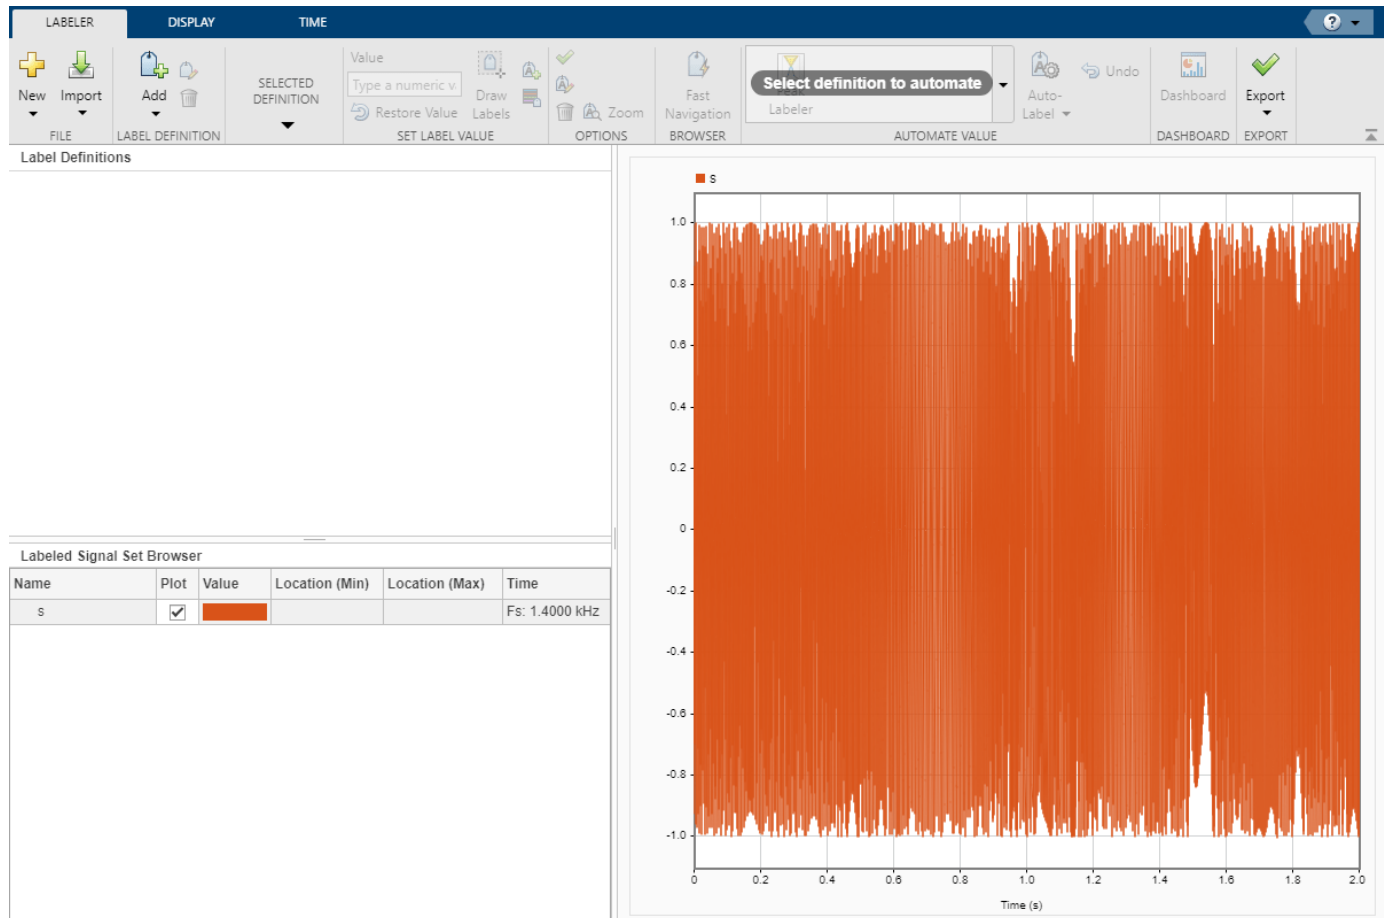 LABELER DISPLAY TIME ?
New Import Add SELECTED DEFINITION Value
Type a numeric v
Restore Value Draw Labels Zoom Fast Navigation
Select definition to automate
Labeler
Auto-Label Undo Dashboard Export
FILE LABEL DEFINITION SET LABEL VALUE OPTIONS BROWSER AUTOMATE VALUE DASHBOARD EXPORT
Label Definitions
Labeled Signal Set Browser
Name Plot Value Location (Min) Location (Max) Time
s Fs: 1.4000 kHz
s
1.0
0.8
0.6
0.4
0.2
0
-0.2
-0.4
-0.6
-0.8
-1.0
0 0.2 0.4 0.6 0.8 1.0 1.2 1.4 1.6 1.8 2.0
Time (s)